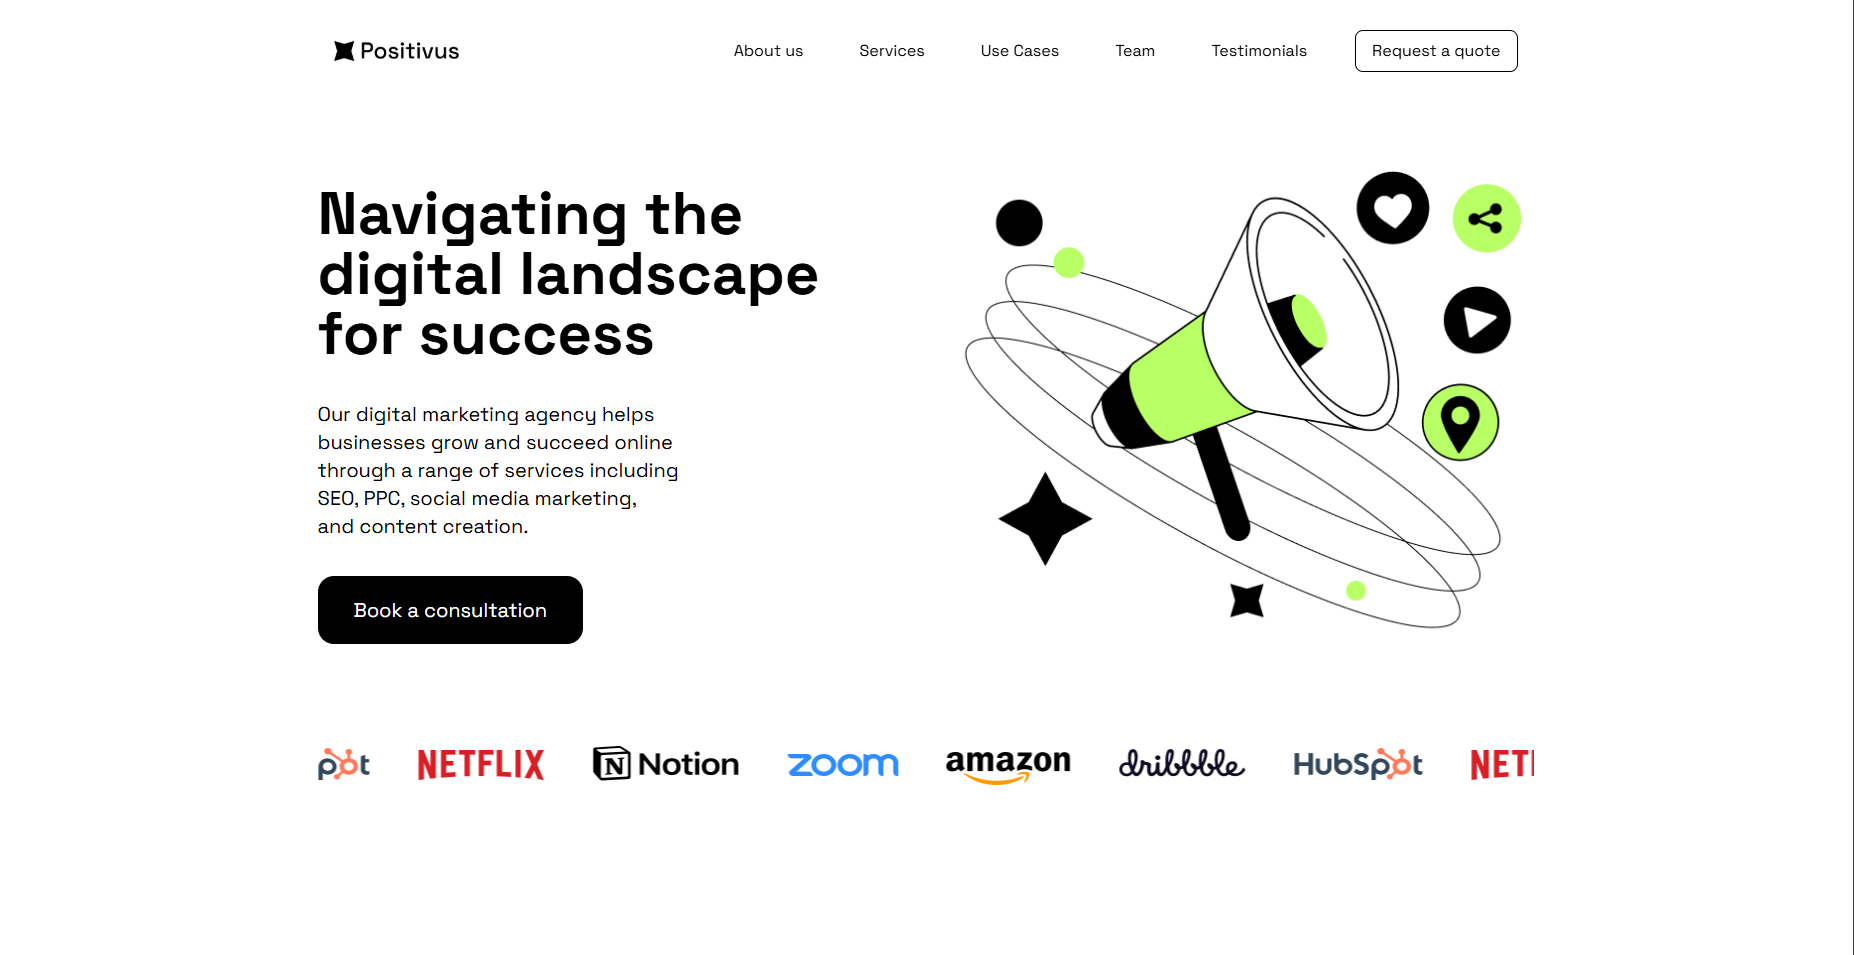 Positivus
About us
Services
Use Cases
Team
Testimonials
Request a quote
Navigating the
digital landscape
for success
Our digital marketing agency helps
businesses grow and succeed online
through a range of services including
SEO, PPC, social media marketing,
and content creation.
Book a consultation
pot NETFLIX Notion zoom amazon dribbble HubSpot NETF